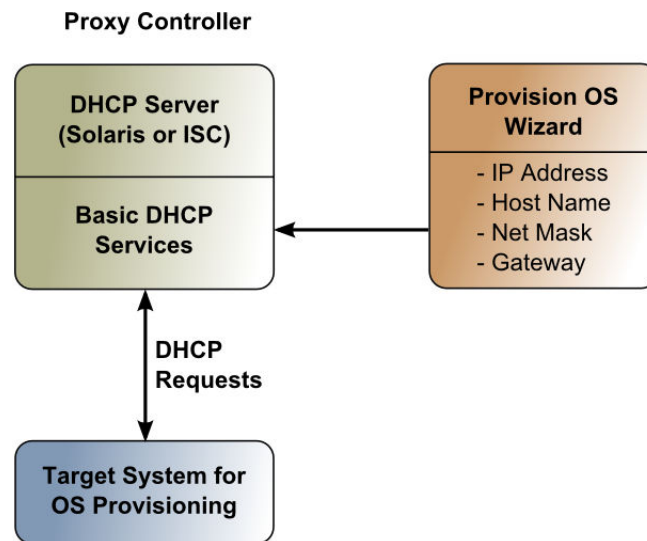 Proxy Controller
DHCP Server
(Solaris or ISC)
Basic DHCP
Services
Provision OS
Wizard
- IP Address
- Host Name
- Net Mask
- Gateway
DHCP
Requests
Target System for
OS Provisioning